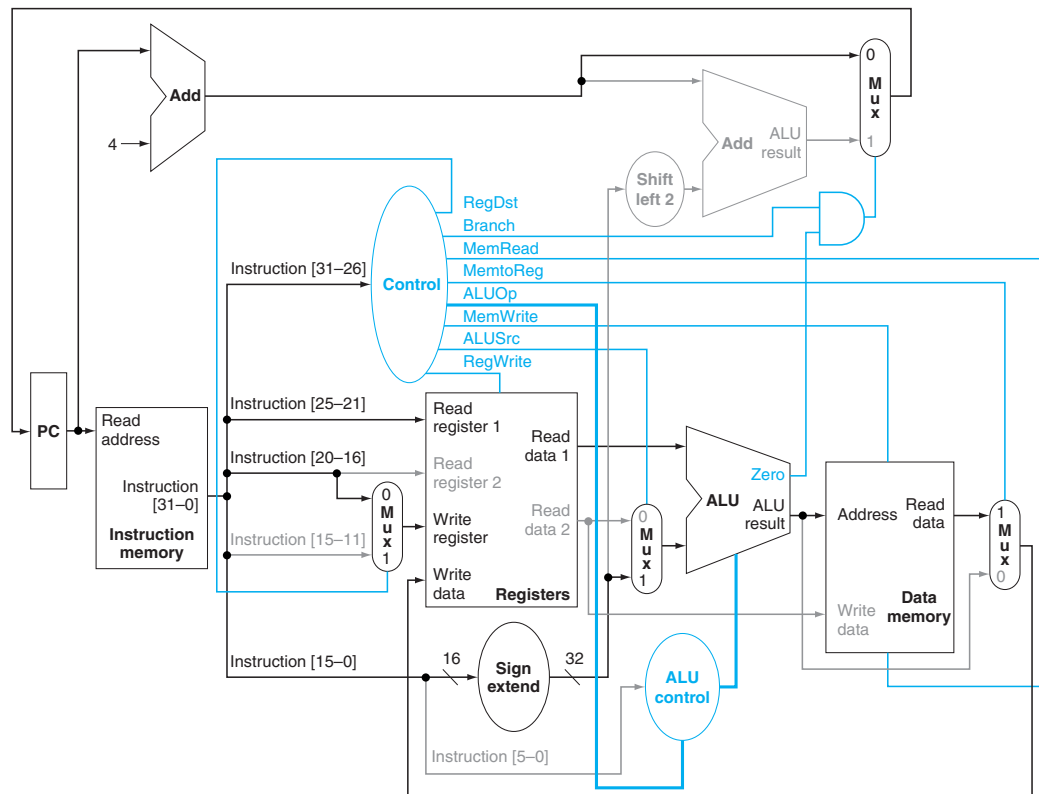 0
M
u
x
1
Add
4
Add
ALU
result
Shift
left 2
RegDst
Branch
MemRead
MemtoReg
ALUOp
MemWrite
ALUSrc
RegWrite
Control
Instruction [31–26]
Instruction [25–21]
Instruction [20–16]
Instruction [15–11]
Instruction [15–0]
Instruction [5–0]
PC
Read
address
Instruction
[31–0]
Instruction
memory
0
M
u
x
1
Read
register 1
Read
register 2
Write
register
Write
data
Read
data 1
Read
data 2
Registers
0
M
u
x
1
Zero
ALU
ALU
result
Address
Read
data
Write
data
Data
memory
1
M
u
x
0
16
Sign
extend
32
ALU
control